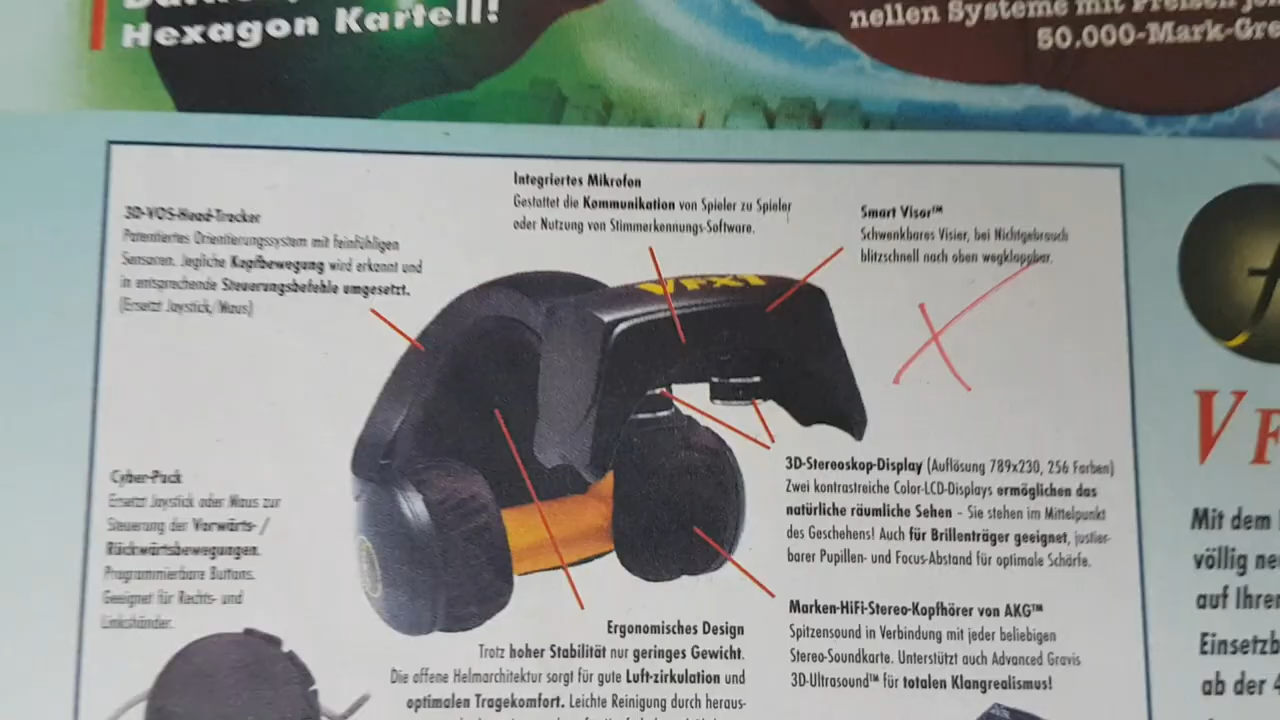 Hexagon Kartell!
nellen Systeme mit Preisen
50.000-Mark-Gre
3D-VOS-Head-Tracker
Patentiertes Orientierungssystem mit feinfühligen
Sensoren. Jegliche Kopfbewegung wird erkannt und
in entsprechende Steuerungsbefehle umgesetzt.
(Ersetzt Joystick/Maus)
Integriertes Mikrofon
Gestattet die Kommunikation von Spieler zu Spieler
oder Nutzung von Stimmerkennungs-Software.
Smart Visor™
Schwenkbares Visier, bei Nichtgebrauch
blitzschnell nach oben wegklappbar.
VFX1
Cyber-Puck
Ersetzt Joystick oder Maus zur
Steuerung der Vorwärts-/
Rückwärtsbewegungen.
Programmierbare Buttons.
Geeignet für Rechts- und
Linkshänder.
3D-Stereoskop-Display (Auflösung 789x230, 256 Farben)
Zwei kontrastreiche Color-LCD-Displays ermöglichen das
natürliche räumliche Sehen – Sie stehen im Mittelpunkt
des Geschehens! Auch für Brillenträger geeignet, justier-
barer Pupillen- und Focus-Abstand für optimale Schärfe.
Marken-HiFi-Stereo-Kopfhörer von AKG™
Spitzensound in Verbindung mit jeder beliebigen
Stereo-Soundkarte. Unterstützt auch Advanced Gravis
3D-Ultrasound™ für totalen Klangrealismus!
Ergonomisches Design
Trotz hoher Stabilität nur geringes Gewicht.
Die offene Helmarchitektur sorgt für gute Luft-zirkulation und
optimalen Tragekomfort. Leichte Reinigung durch heraus-
VF
Mit dem
völlig ne
auf Ihren
Einsetzb
ab der 4